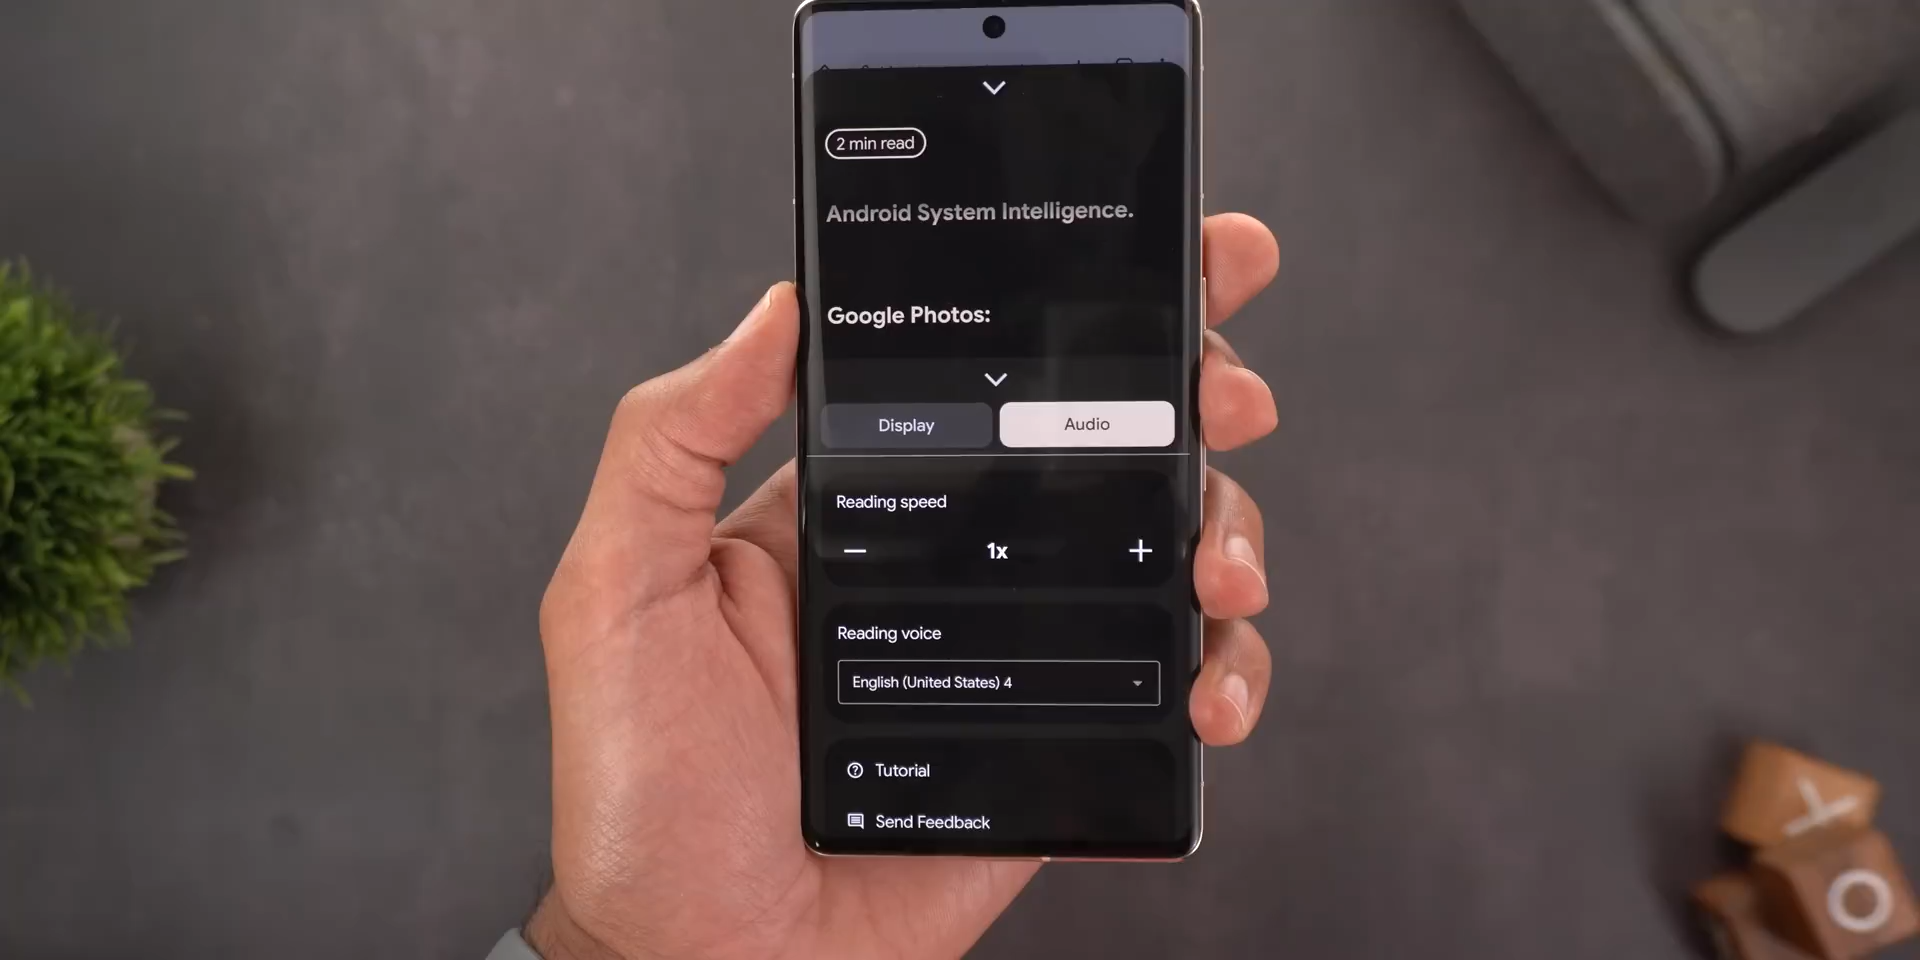 2 min read
Android System Intelligence.
Google Photos:
Display
Audio
Reading speed
1x
Reading voice
English (United States) 4
Tutorial
Send Feedback
X
O